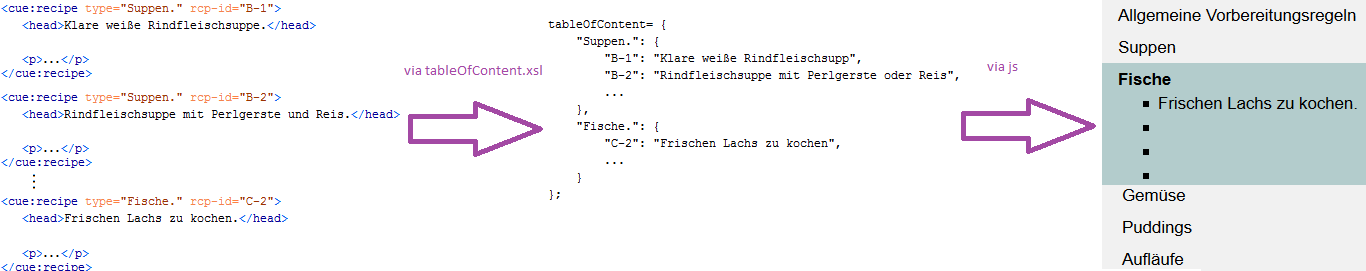 <cue:recipe type="Suppen." rcp-id="B-1">
<head>Klare weiße Rindfleischsuppe.</head>
<p>...</p>
</cue:recipe>
<cue:recipe type="Suppen." rcp-id="B-2">
<head>Rindfleischsuppe mit Perlgerste und Reis.</head>
<p>...</p>
</cue:recipe>
⋮
<cue:recipe type="Fische." rcp-id="C-2">
<head>Frischen Lachs zu kochen.</head>
<p>...</p>
</cue:recipe>
via tableOfContent.xsl
tableOfContent= {
"Suppen.": {
"B-1": "Klare weiße Rindfleischsupp",
"B-2": "Rindfleischsuppe mit Perlgerste oder Reis",
...
},
"Fische.": {
"C-2": "Frischen Lachs zu kochen",
...
}
};
via js
Allgemeine Vorbereitungsregeln
Suppen
Fische
▪ Frischen Lachs zu kochen.
▪
▪
▪
Gemüse
Puddings
Aufläufe